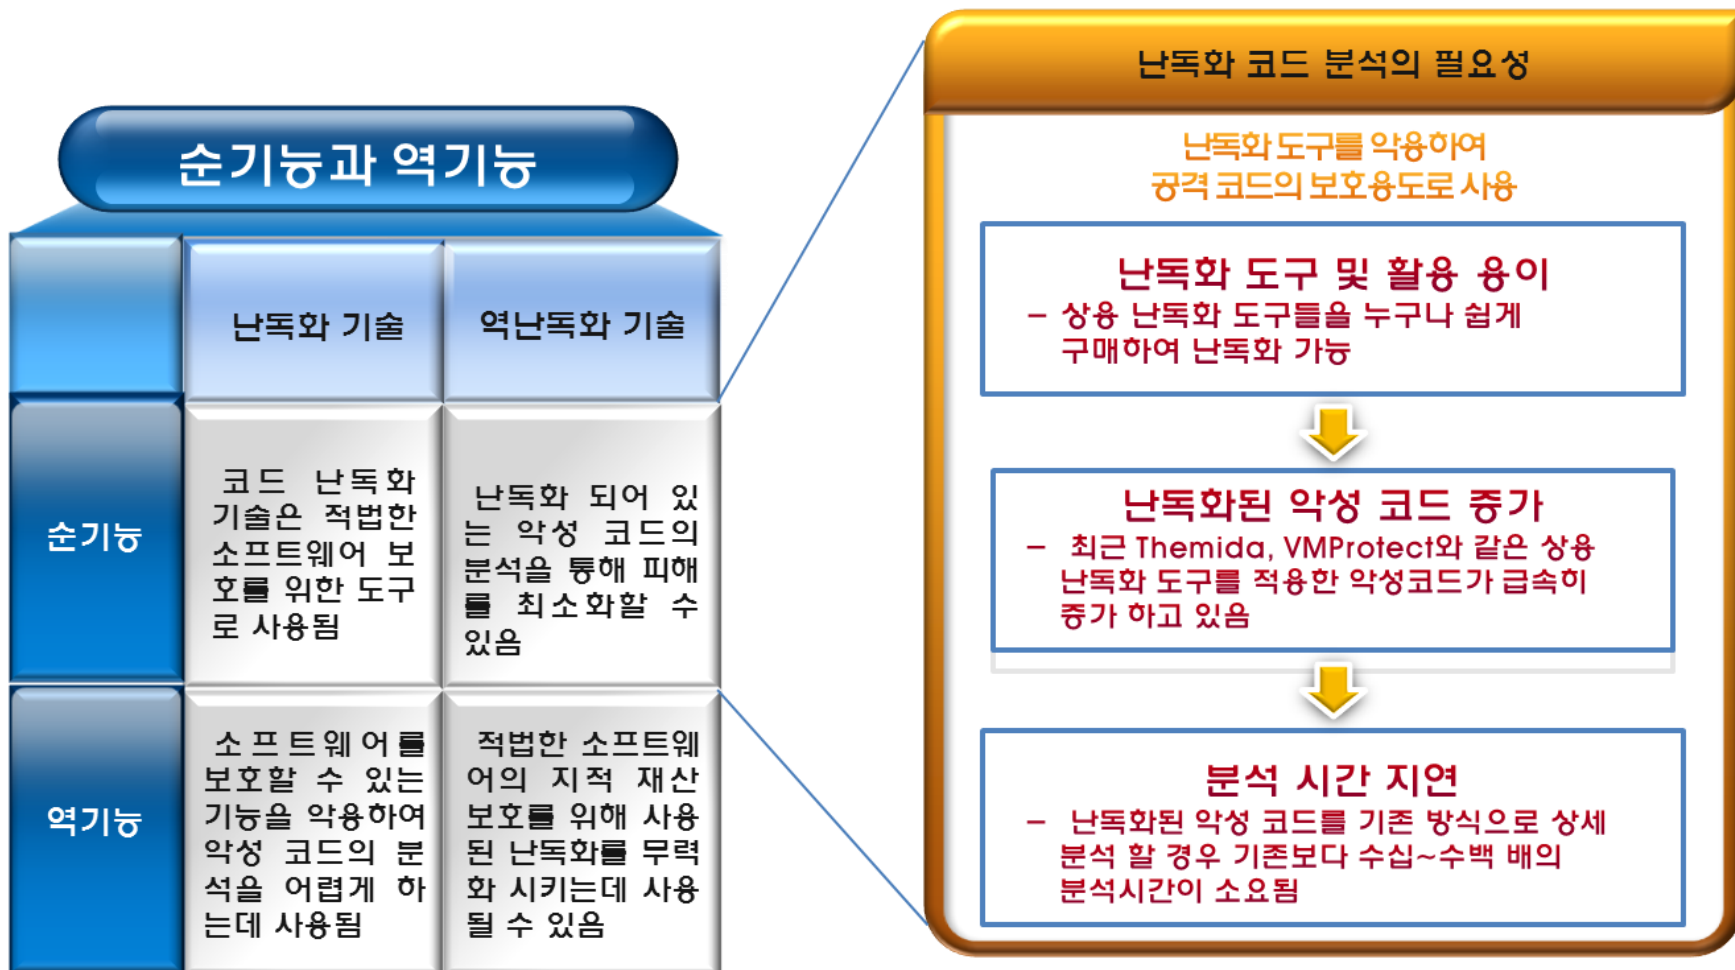 순기능과 역기능
난독화 기술
역난독화 기술
순기능
코드 난독화
기술은 적법한
소프트웨어 보
호를 위한 도구
로 사용됨
난독화 되어 있
는 악성 코드의
분석을 통해 피해
를 최소화할 수
있음
역기능
소프트웨어를
보호할 수 있는
기능을 악용하여
악성 코드의 분
석을 어렵게 하
는데 사용됨
적법한 소프트웨
어의 지적 재산
보호를 위해 사용
된 난독화를 무력
화 시키는데 사용
될 수 있음
난독화 코드 분석의 필요성
난독화 도구를 악용하여
공격 코드의 보호용도로 사용
난독화 도구 및 활용 용이
– 상용 난독화 도구들을 누구나 쉽게
구매하여 난독화 가능
난독화된 악성 코드 증가
– 최근 Themida, VMProtect와 같은 상용
난독화 도구를 적용한 악성코드가 급속히
증가 하고 있음
분석 시간 지연
– 난독화된 악성 코드를 기존 방식으로 상세
분석 할 경우 기존보다 수십~수백 배의
분석시간이 소요됨